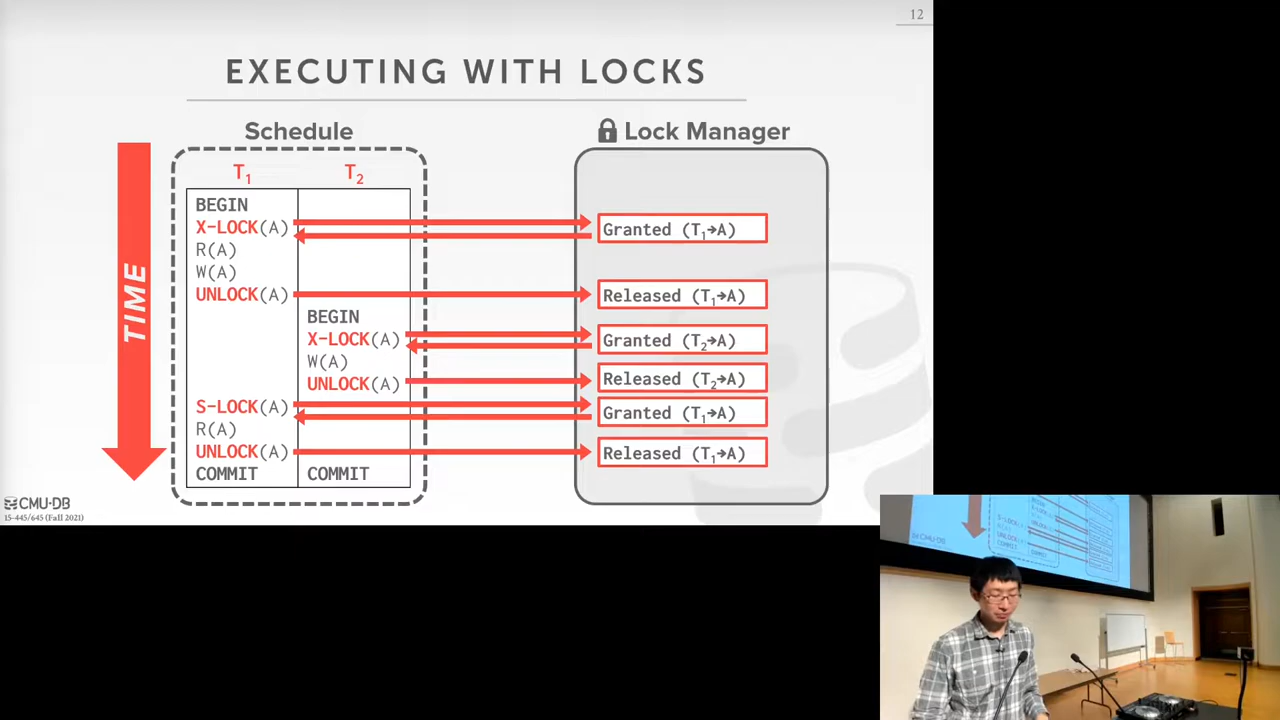 12
EXECUTING WITH LOCKS
Schedule
Lock Manager
TIME
T1 T2
BEGIN
X-LOCK(A)
R(A)
W(A)
UNLOCK(A)
BEGIN
X-LOCK(A)
W(A)
UNLOCK(A)
S-LOCK(A)
R(A)
UNLOCK(A)
COMMIT COMMIT
Granted (T1→A)
Released (T1→A)
Granted (T2→A)
Released (T2→A)
Granted (T1→A)
Released (T1→A)
CMU·DB
15-445/645 (Fall 2021)